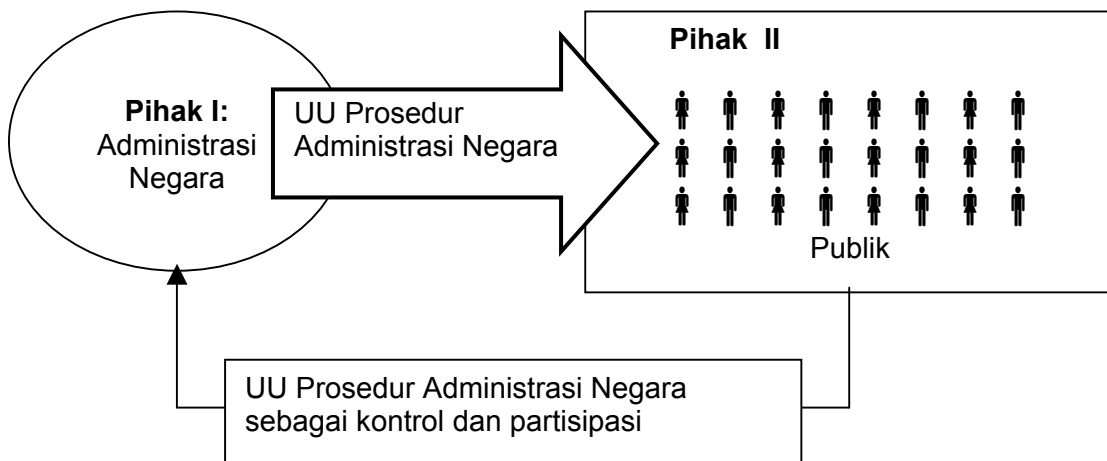 Pihak I:
Administrasi
Negara
UU Prosedur
Administrasi Negara
Pihak II
Publik
UU Prosedur Administrasi Negara
sebagai kontrol dan partisipasi